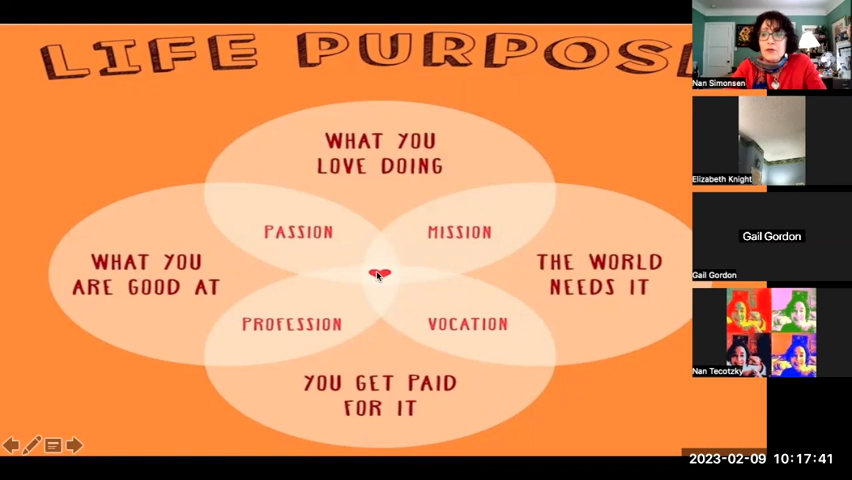 LIFE PURPOS
WHAT YOU
LOVE DOING
PASSION
MISSION
WHAT YOU
ARE GOOD AT
THE WORLD
NEEDS IT
PROFESSION
VOCATION
YOU GET PAID
FOR IT
Nan Simonsen
Elizabeth Knight
Gail Gordon
Gail Gordon
Nan Tecotzky
2023-02-09 10:17:41